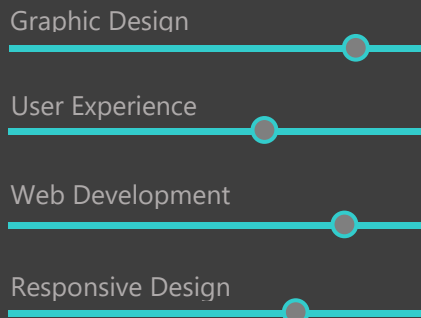 Graphic Design
User Experience
Web Development
Responsive Design